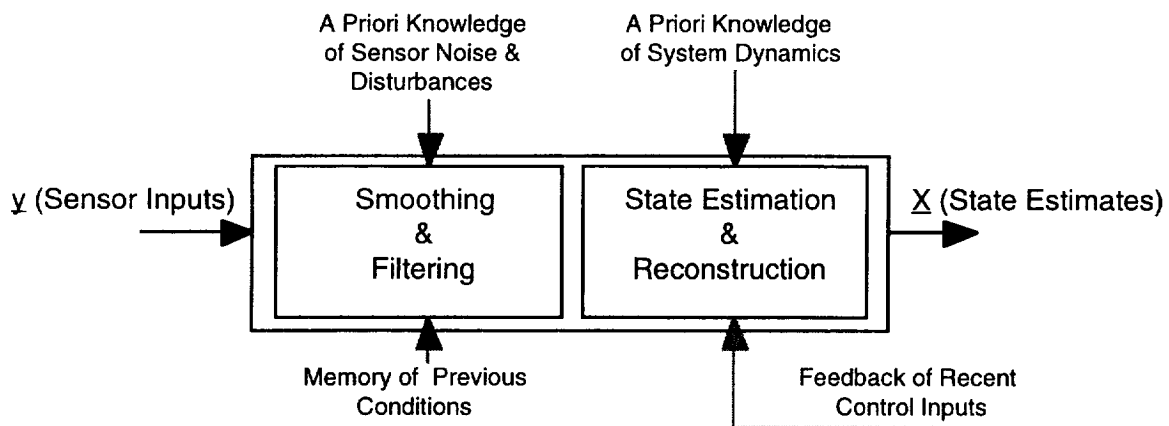 A Priori Knowledge
of Sensor Noise &
Disturbances
A Priori Knowledge
of System Dynamics
y (Sensor Inputs)
Smoothing
&
Filtering
State Estimation
&
Reconstruction
X (State Estimates)
Memory of Previous
Conditions
Feedback of Recent
Control Inputs